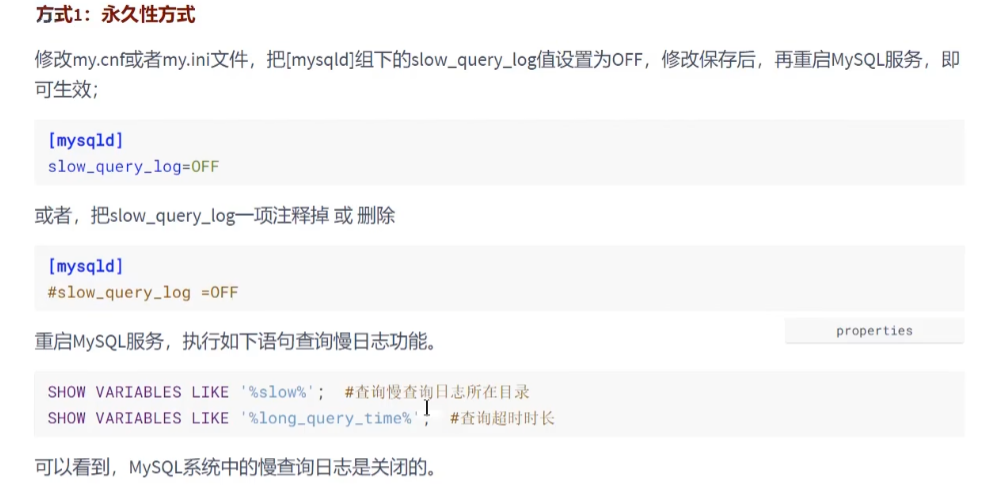 方式1：永久性方式
修改my.cnf或者my.ini文件，把[mysqld]组下的slow_query_log值设置为OFF，修改保存后，再重启MySQL服务，即
可生效；
[mysqld]
slow_query_log=OFF
或者，把slow_query_log一项注释掉 或 删除
[mysqld]
#slow_query_log =OFF
重启MySQL服务，执行如下语句查询慢日志功能。
properties
SHOW VARIABLES LIKE '%slow%';  #查询慢查询日志所在目录
SHOW VARIABLES LIKE '%long_query_time%';  #查询超时时长
可以看到，MySQL系统中的慢查询日志是关闭的。